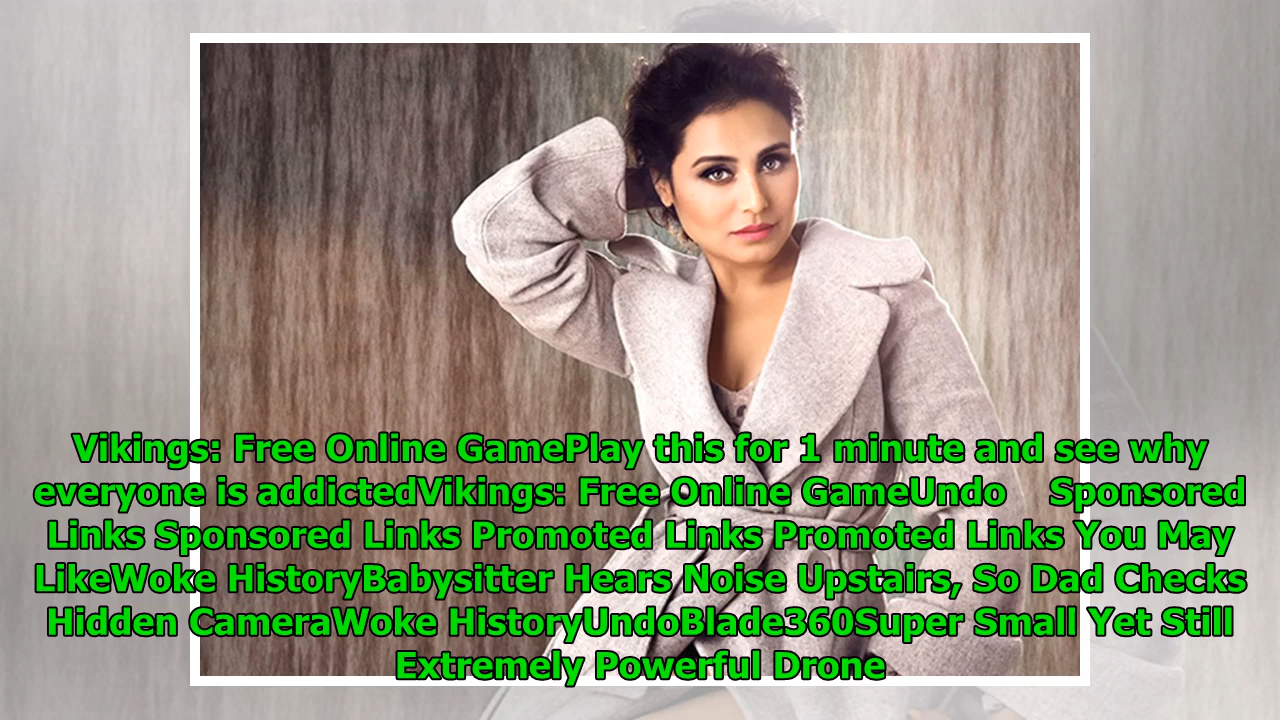 Vikings: Free Online GamePlay this for 1 minute and see why
everyone is addictedVikings: Free Online GameUndo    Sponsored
Links Sponsored Links Promoted Links Promoted Links You May
LikeWoke HistoryBabysitter Hears Noise Upstairs, So Dad Checks
Hidden CameraWoke HistoryUndoBlade360Super Small Yet Still
Extremely Powerful Drone